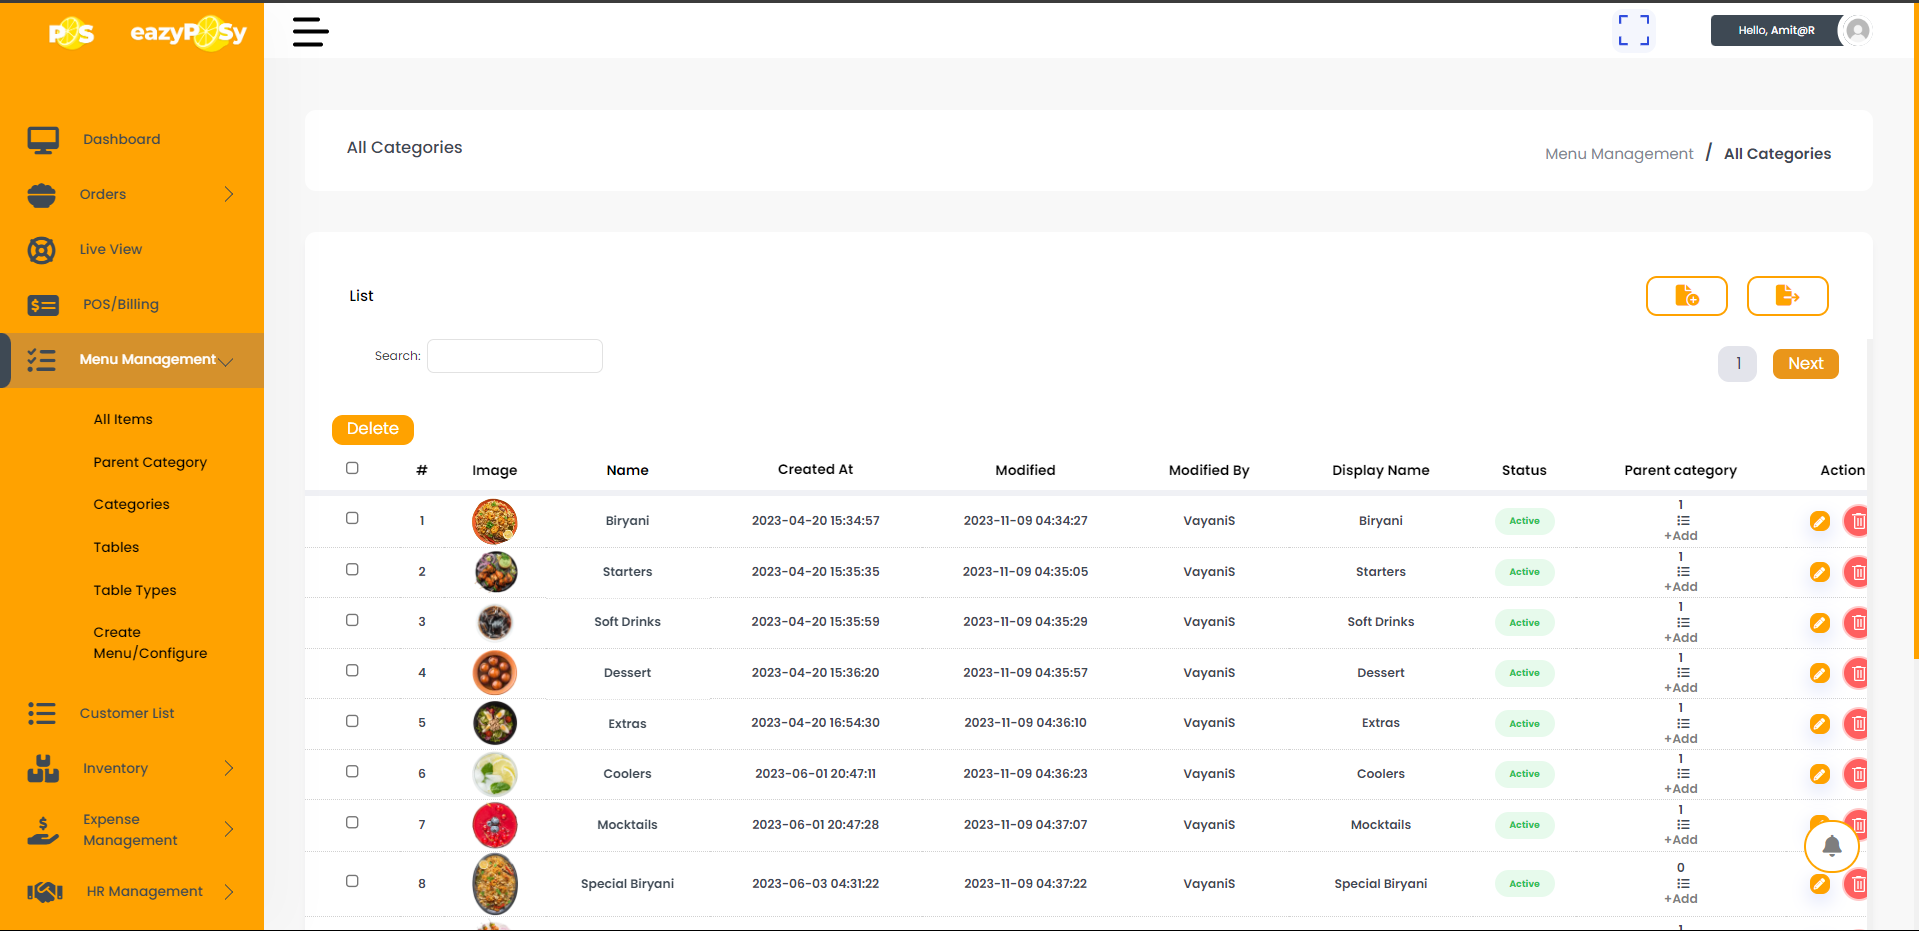 POS eazyPOSy
Hello, Amit@R
Dashboard
Orders
Live View
POS/Billing
Menu Management
All Items
Parent Category
Categories
Tables
Table Types
Create
Menu/Configure
Customer List
Inventory
Expense
Management
HR Management
All Categories
Menu Management / All Categories
List
Search:
1 Next
Delete
# Image Name Created At Modified Modified By Display Name Status Parent category Action
1 Biryani 2023-04-20 15:34:57 2023-11-09 04:34:27 VayaniS Biryani Active 1 +Add
2 Starters 2023-04-20 15:35:35 2023-11-09 04:35:05 VayaniS Starters Active 1 +Add
3 Soft Drinks 2023-04-20 15:35:59 2023-11-09 04:35:29 VayaniS Soft Drinks Active 1 +Add
4 Dessert 2023-04-20 15:36:20 2023-11-09 04:35:57 VayaniS Dessert Active 1 +Add
5 Extras 2023-04-20 16:54:30 2023-11-09 04:36:10 VayaniS Extras Active 1 +Add
6 Coolers 2023-06-01 20:47:11 2023-11-09 04:36:23 VayaniS Coolers Active 1 +Add
7 Mocktails 2023-06-01 20:47:28 2023-11-09 04:37:07 VayaniS Mocktails Active 1 +Add
8 Special Biryani 2023-06-03 04:31:22 2023-11-09 04:37:22 VayaniS Special Biryani Active 0 +Add
1